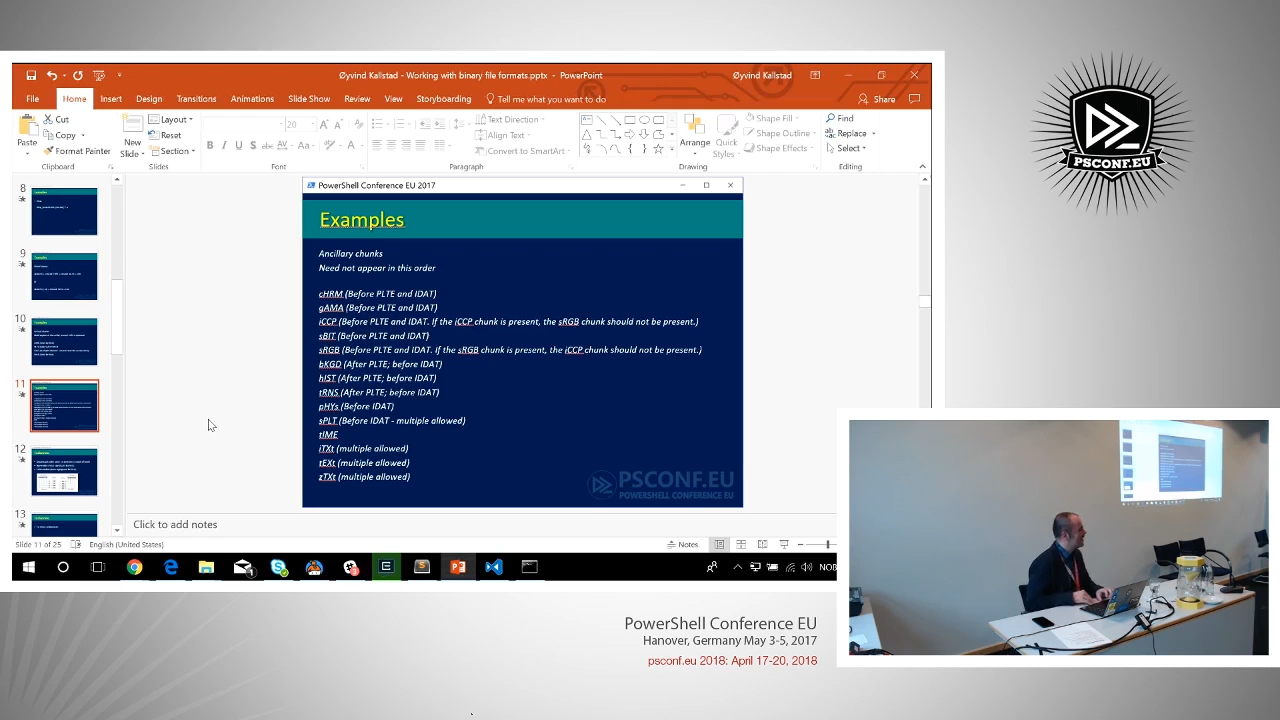 Øyvind Kallstad - Working with binary file formats.pptx - PowerPoint
Øyvind Kallstad
File Home Insert Design Transitions Animations Slide Show Review View Storyboarding Tell me what you want to do Share
Paste
Cut
Copy
Format Painter
Clipboard
New Slide
Layout
Reset
Section
Slides
20
Font
Text Direction
Align Text
Convert to SmartArt
Paragraph
Arrange
Quick Styles
Shape Fill
Shape Outline
Shape Effects
Drawing
Find
Replace
Select
Editing
8
9
10
11
12
13
PowerShell Conference EU 2017
Examples
Ancillary chunks
Need not appear in this order
cHRM (Before PLTE and IDAT)
gAMA (Before PLTE and IDAT)
iCCP (Before PLTE and IDAT. If the iCCP chunk is present, the sRGB chunk should not be present.)
sBIT (Before PLTE and IDAT)
sRGB (Before PLTE and IDAT. If the sRGB chunk is present, the iCCP chunk should not be present.)
bKGD (After PLTE; before IDAT)
hIST (After PLTE; before IDAT)
tRNS (After PLTE; before IDAT)
pHYs (Before IDAT)
sPLT (Before IDAT - multiple allowed)
tIME
iTXt (multiple allowed)
tEXt (multiple allowed)
zTXt (multiple allowed)
PSCONF.EU
POWERSHELL CONFERENCE EU
Click to add notes
Slide 11 of 25 English (United States) Notes
NOB
PSCONF.EU
PowerShell Conference EU
Hanover, Germany May 3-5, 2017
psconf.eu 2018: April 17-20, 2018